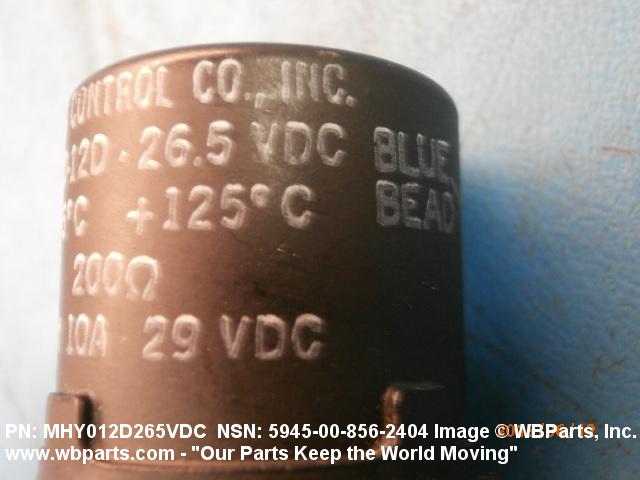 CONTROL CO., INC.
-12D - 26.5 VDC BLUE
5°C +125°C BEAD
200Ω
10A 29 VDC
PN: MHY012D265VDC NSN: 5945-00-856-2404 Image © WBParts, Inc.
www.wbparts.com - "Our Parts Keep the World Moving"